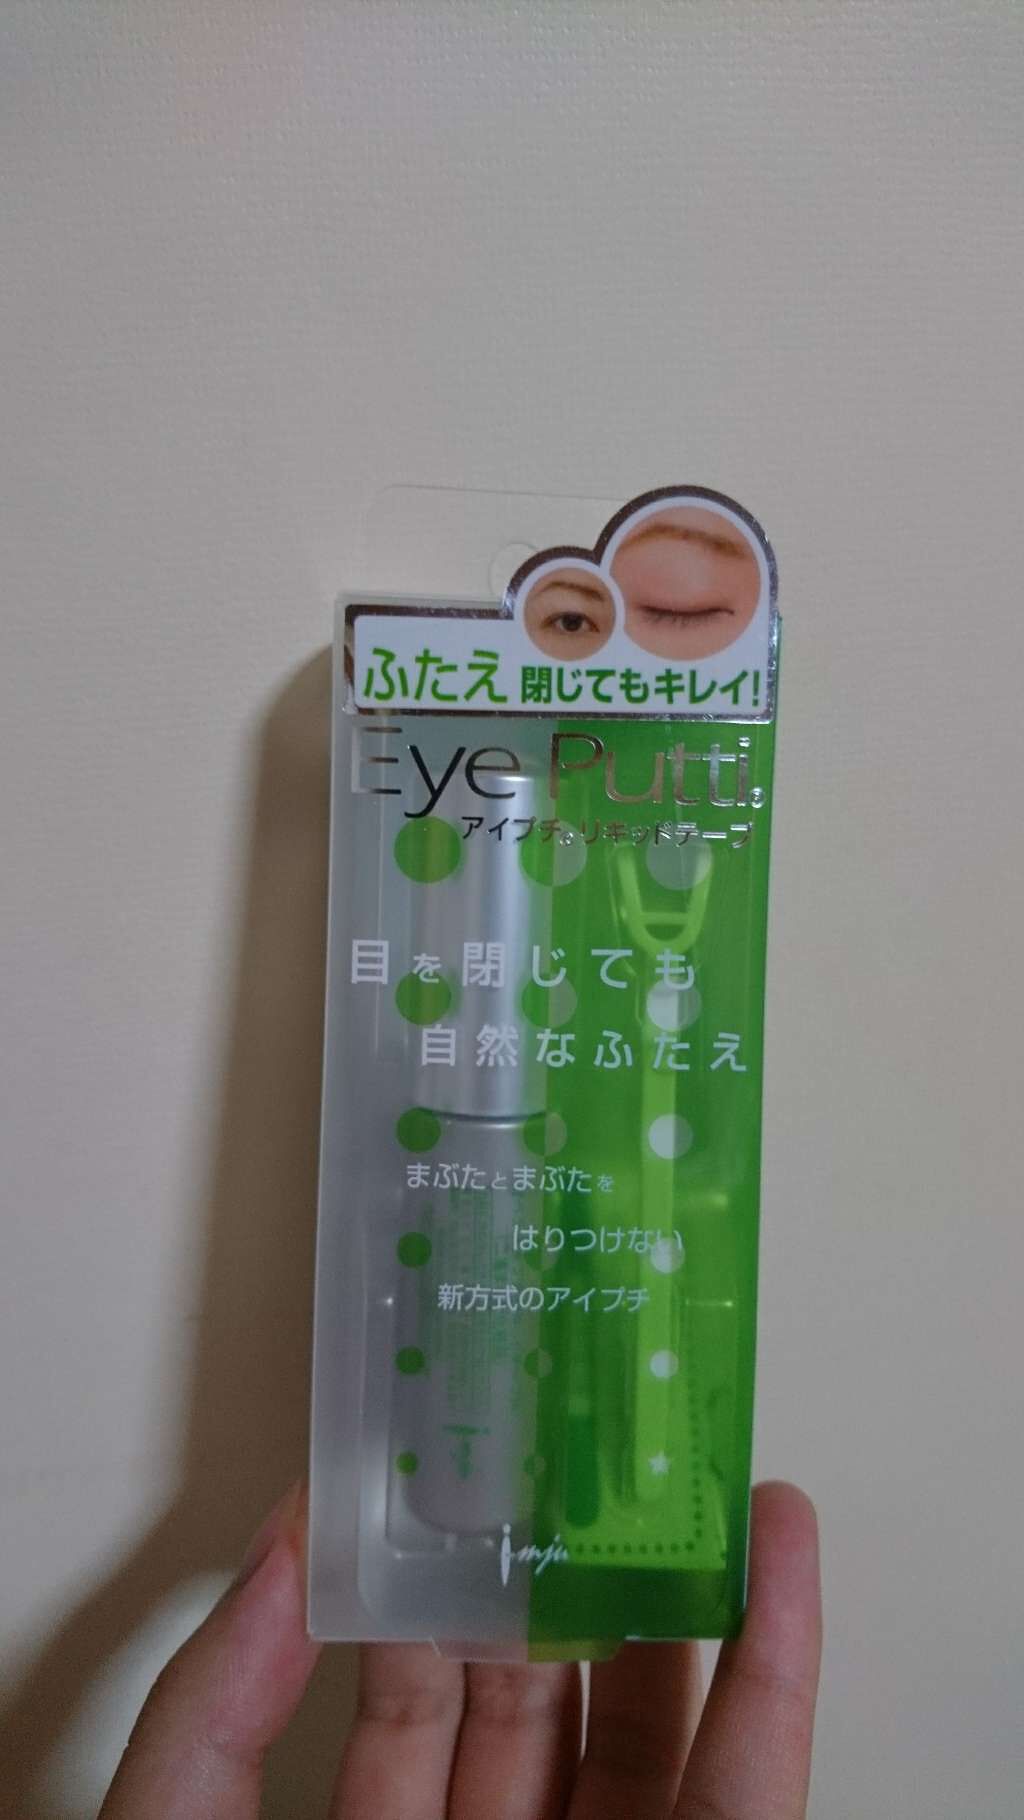 ふたえ 閉じてもキレイ!
Eye Putti®
アイプチ® リキッドテープ
目を閉じても
自然なふたえ
まぶたとまぶたを
はりつけない
新方式のアイプチ
imju